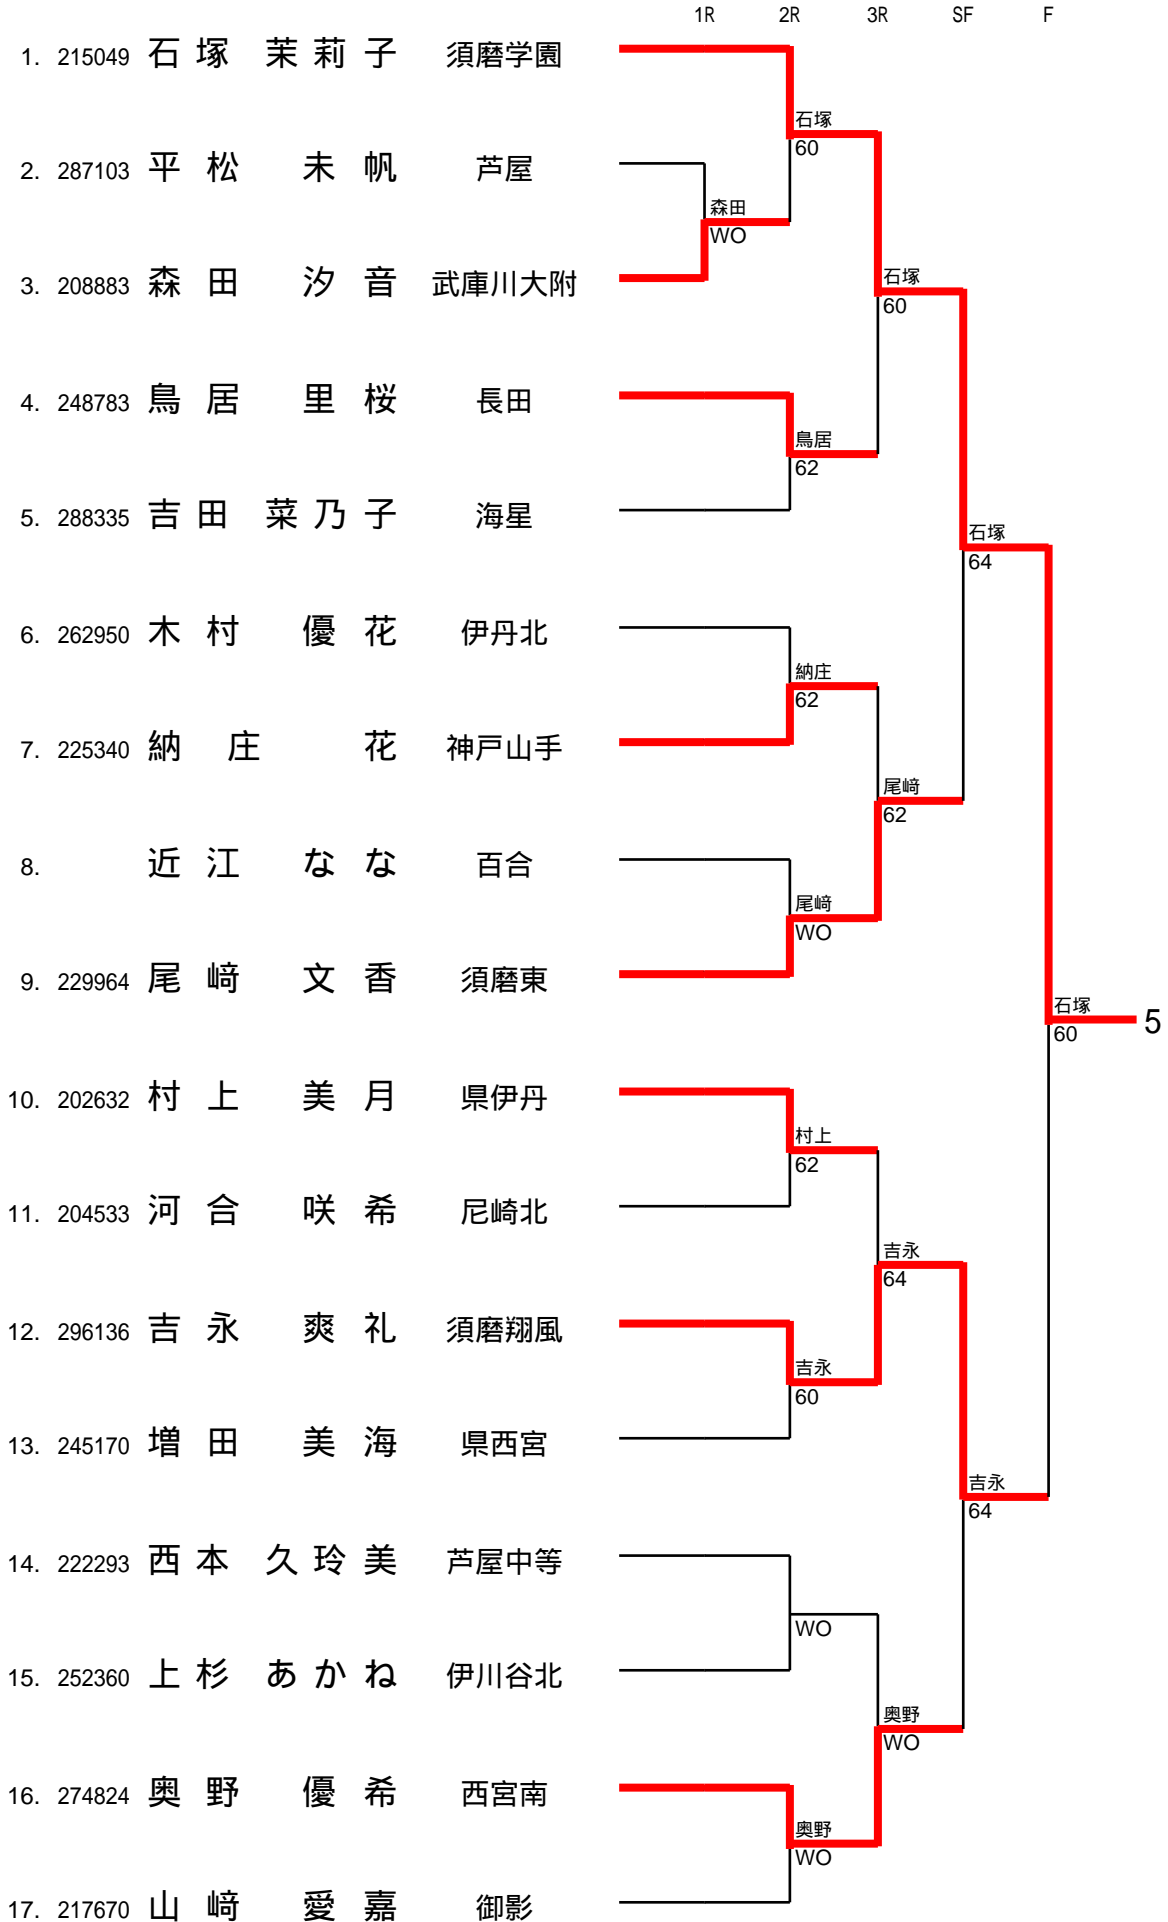 1R 2R 3R SF F
1. 215049 石塚 茉莉子 須磨学園
石塚
60
2. 287103 平松 未帆 芦屋
森田
WO
3. 208883 森田 汐音 武庫川大附
石塚
60
4. 248783 鳥居 里桜 長田
鳥居
62
5. 288335 吉田 菜乃子 海星
石塚
64
6. 262950 木村 優花 伊丹北
納庄
62
7. 225340 納庄 花 神戸山手
尾﨑
62
8. 近江 なな 百合
尾﨑
WO
9. 229964 尾﨑 文香 須磨東
石塚
60
5
10. 202632 村上 美月 県伊丹
村上
62
11. 204533 河合 咲希 尼崎北
吉永
64
12. 296136 吉永 爽礼 須磨翔風
吉永
60
13. 245170 増田 美海 県西宮
吉永
64
14. 222293 西本 久玲美 芦屋中等
WO
15. 252360 上杉 あかね 伊川谷北
奥野
WO
16. 274824 奥野 優希 西宮南
奥野
WO
17. 217670 山﨑 愛嘉 御影